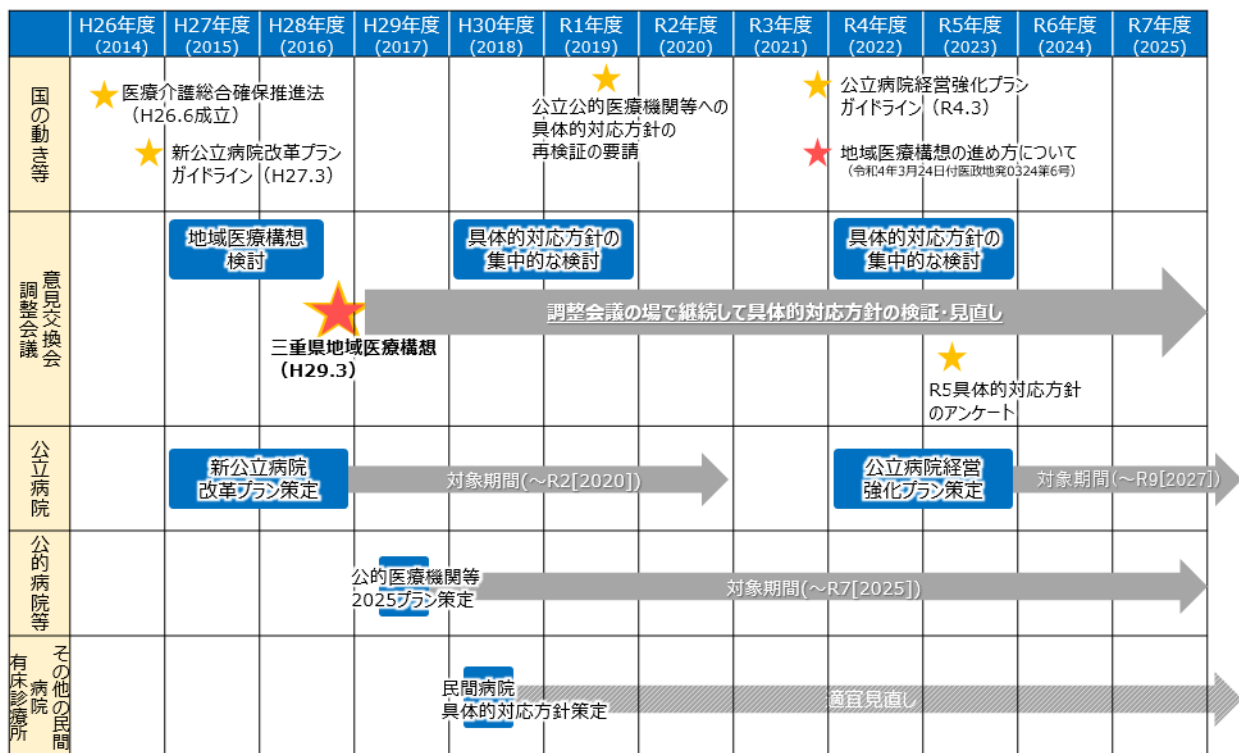 H26年度
(2014)
H27年度
(2015)
H28年度
(2016)
H29年度
(2017)
H30年度
(2018)
R1年度
(2019)
R2年度
(2020)
R3年度
(2021)
R4年度
(2022)
R5年度
(2023)
R6年度
(2024)
R7年度
(2025)
国の動き等
医療介護総合確保推進法
（H26.6成立）
新公立病院改革プラン
ガイドライン（H27.3）
公立公的医療機関等への
具体的対応方針の
再検証の要請
公立病院経営強化プラン
ガイドライン（R4.3）
地域医療構想の進め方について
（令和4年3月24日付医政地発0324第6号）
意見交換会
調整会議
地域医療構想
検討
具体的対応方針の
集中的な検討
具体的対応方針の
集中的な検討
調整会議の場で継続して具体的対応方針の検証・見直し
三重県地域医療構想
（H29.3）
R5具体的対応方針
のアンケート
公立病院
新公立病院
改革プラン策定
対象期間(～R2[2020])
公立病院経営
強化プラン策定
対象期間(～R9[2027])
公的病院等
公的医療機関等
2025プラン策定
対象期間(～R7[2025])
その他の民間
病院
有床診療所
民間病院
具体的対応方針策定
適宜見直し